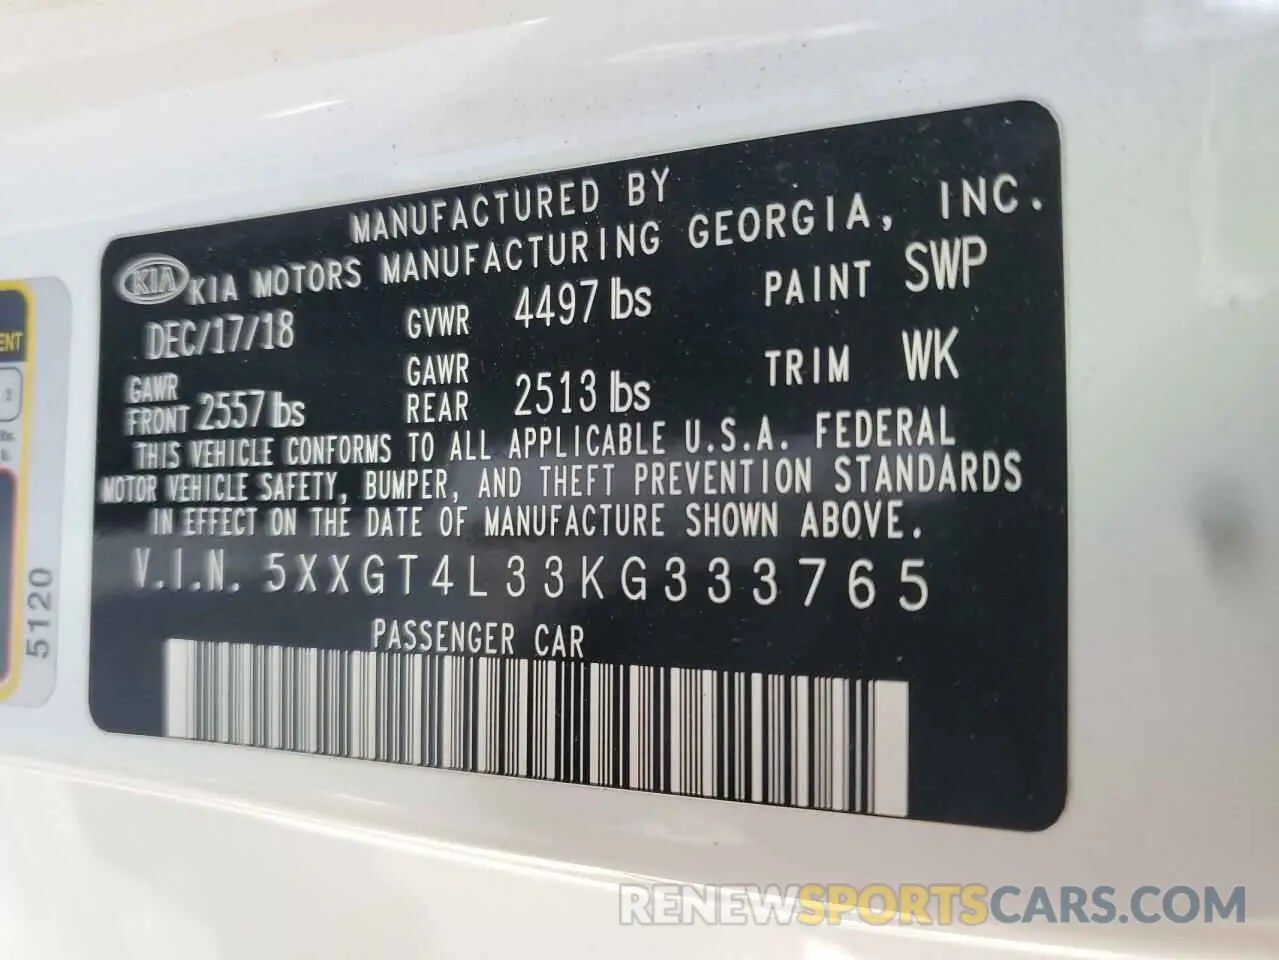 MANUFACTURED BY
KIA KIA MOTORS MANUFACTURING GEORGIA, INC.
DEC/17/18 GVWR 4497 lbs PAINT SWP
GAWR FRONT 2557 lbs GAWR REAR 2513 lbs TRIM WK
THIS VEHICLE CONFORMS TO ALL APPLICABLE U.S.A. FEDERAL
MOTOR VEHICLE SAFETY, BUMPER, AND THEFT PREVENTION STANDARDS
IN EFFECT ON THE DATE OF MANUFACTURE SHOWN ABOVE.
V.I.N. 5XXGT4L33KG333765
PASSENGER CAR
5120
RENEWSPORTSCARS.COM